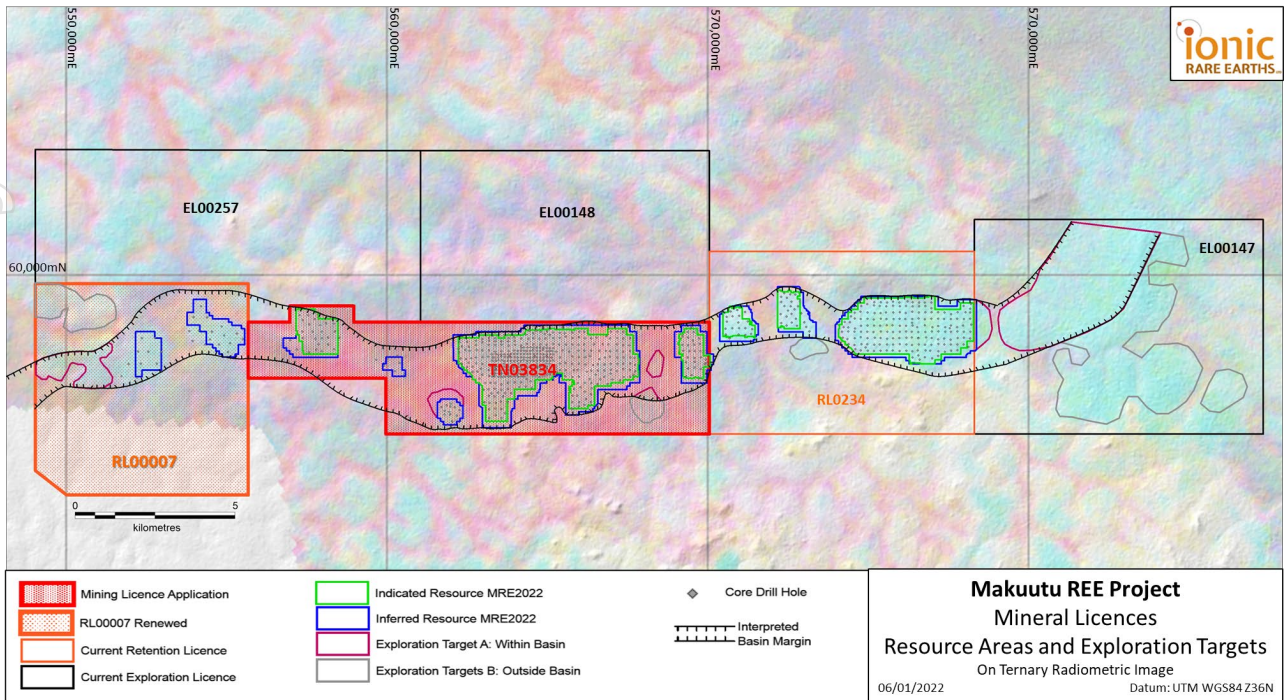 550,000mE
560,000mE
570,000mE
570,000mE
ionic
RARE EARTHS
EL00257
EL00148
EL00147
60,000mN
TN03834
RL0234
RL00007
0 5
kilometres
Mining Licence Application
RL00007 Renewed
Current Retention Licence
Current Exploration Licence
Indicated Resource MRE2022
Inferred Resource MRE2022
Exploration Target A: Within Basin
Exploration Targets B: Outside Basin
Core Drill Hole
Interpreted
Basin Margin
Makuutu REE Project
Mineral Licences
Resource Areas and Exploration Targets
On Ternary Radiometric Image
06/01/2022 Datum: UTM WGS84 Z36N